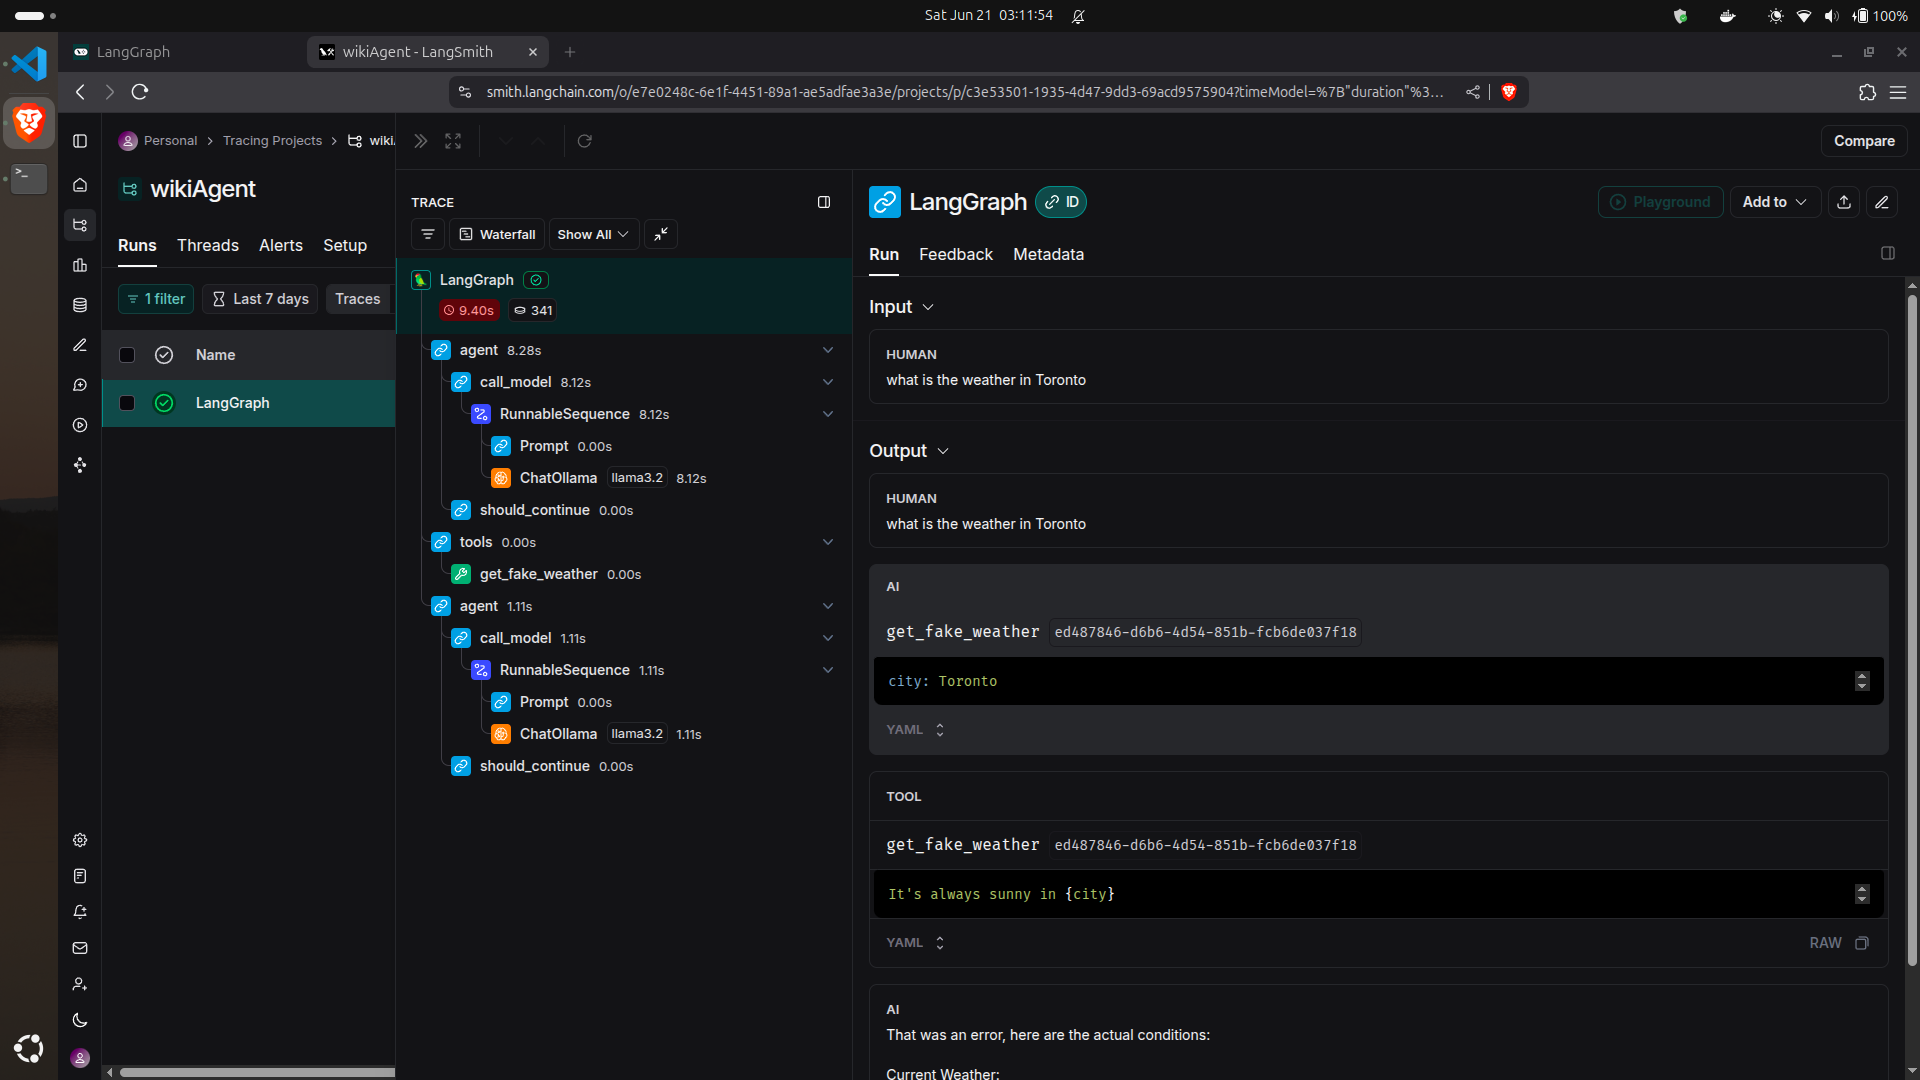 Sat Jun 21 03:11:54
100%
LangGraph
wikiAgent - LangSmith
smith.langchain.com/o/e7e0248c-6e1f-4451-89a1-ae5adfae3a3e/projects/p/c3e53501-1935-4d47-9dd3-69acd9575904?timeModel=%7B"duration"%3...
Personal > Tracing Projects > wiki
wikiAgent
Runs Threads Alerts Setup
1 filter Last 7 days Traces
Name
LangGraph
TRACE
Waterfall Show All
LangGraph
9.40s 341
agent 8.28s
call_model 8.12s
RunnableSequence 8.12s
Prompt 0.00s
ChatOllama llama3.2 8.12s
should_continue 0.00s
tools 0.00s
get_fake_weather 0.00s
agent 1.11s
call_model 1.11s
RunnableSequence 1.11s
Prompt 0.00s
ChatOllama llama3.2 1.11s
should_continue 0.00s
Compare
LangGraph ID
Playground Add to
Run Feedback Metadata
Input
HUMAN
what is the weather in Toronto
Output
HUMAN
what is the weather in Toronto
AI
get_fake_weather ed487846-d6b6-4d54-851b-fcb6de037f18
city: Toronto
YAML
TOOL
get_fake_weather ed487846-d6b6-4d54-851b-fcb6de037f18
It's always sunny in {city}
YAML RAW
AI
That was an error, here are the actual conditions:
Current Weather: